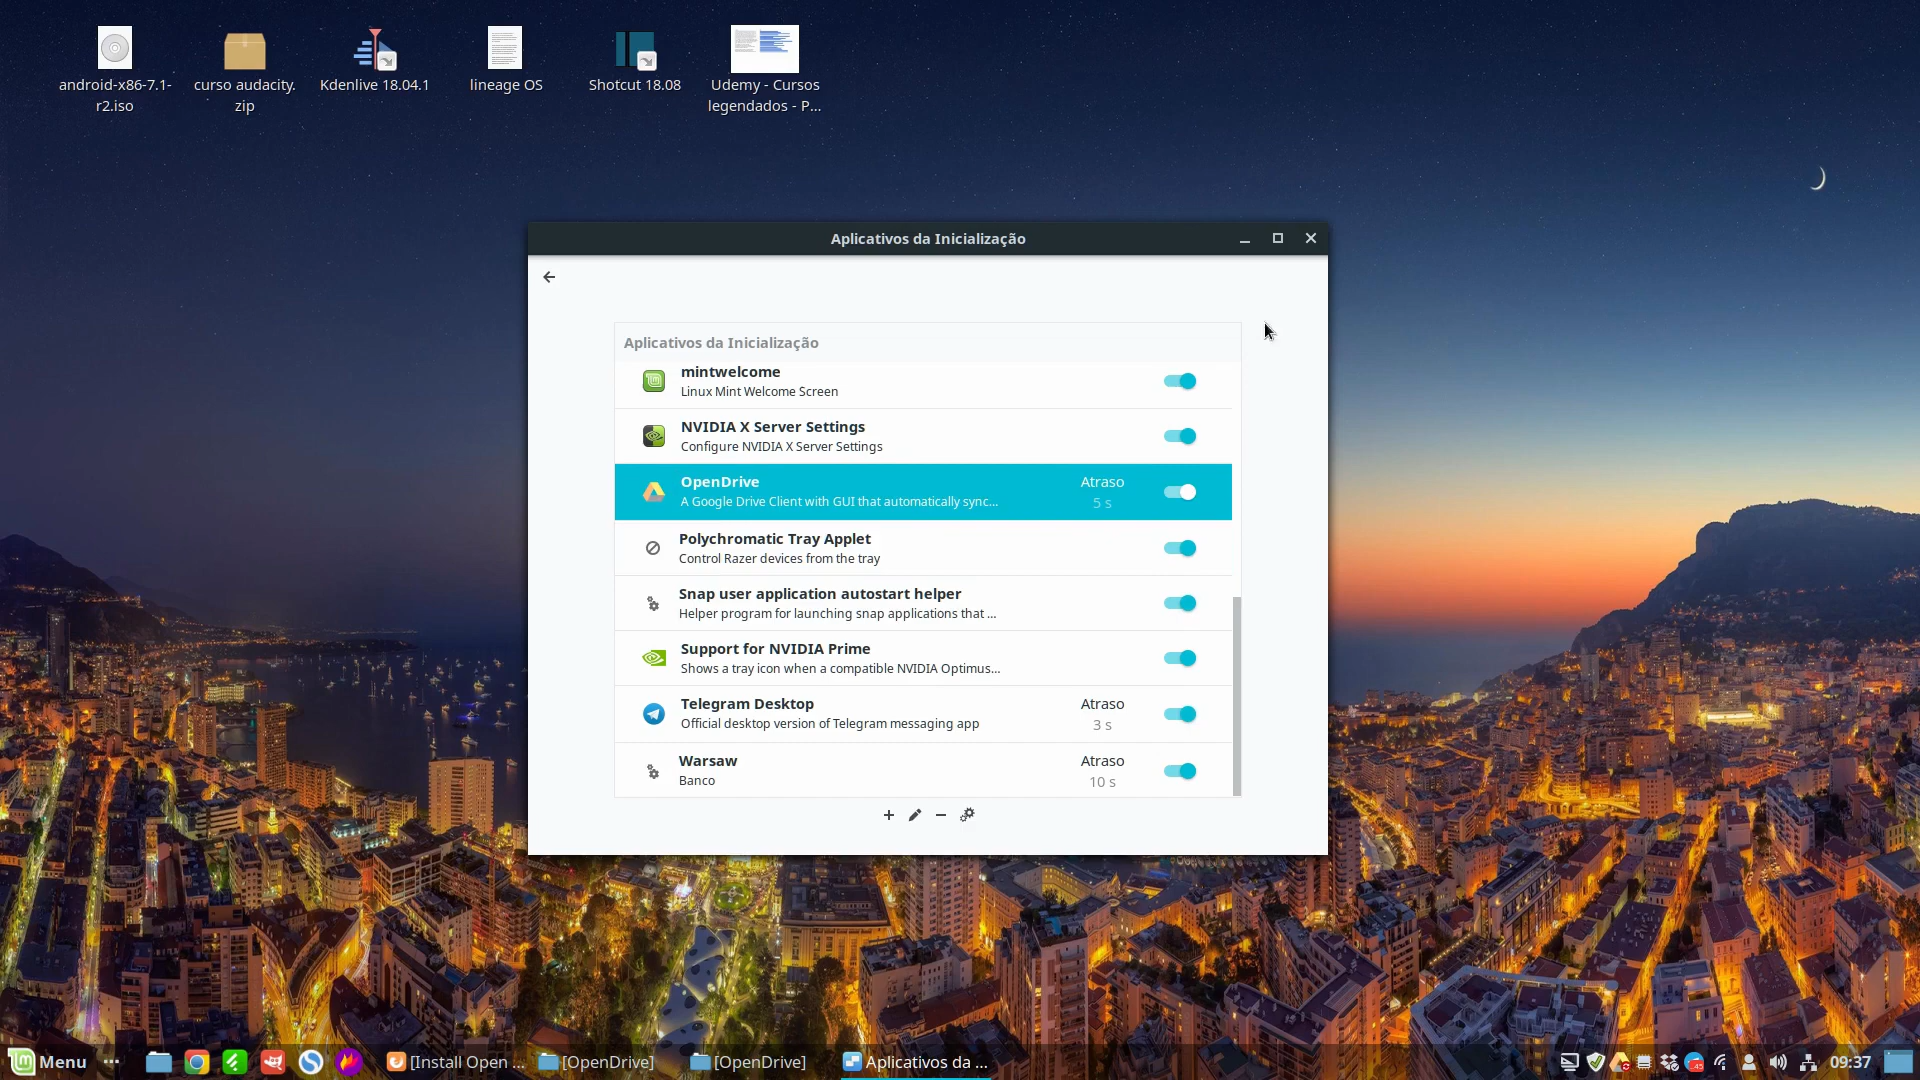 android-x86-7.1-
r2.iso
curso audacity.
zip
Kdenlive 18.04.1
lineage OS
Shotcut 18.08
Udemy - Cursos
legendados - P...
Aplicativos da Inicialização
Aplicativos da Inicialização
mintwelcome
Linux Mint Welcome Screen
NVIDIA X Server Settings
Configure NVIDIA X Server Settings
OpenDrive
A Google Drive Client with GUI that automatically sync...
Atraso
5 s
Polychromatic Tray Applet
Control Razer devices from the tray
Snap user application autostart helper
Helper program for launching snap applications that ...
Support for NVIDIA Prime
Shows a tray icon when a compatible NVIDIA Optimus...
Telegram Desktop
Official desktop version of Telegram messaging app
Atraso
3 s
Warsaw
Banco
Atraso
10 s
Menu
[Install Open ...
[OpenDrive]
[OpenDrive]
Aplicativos da ...
09:37